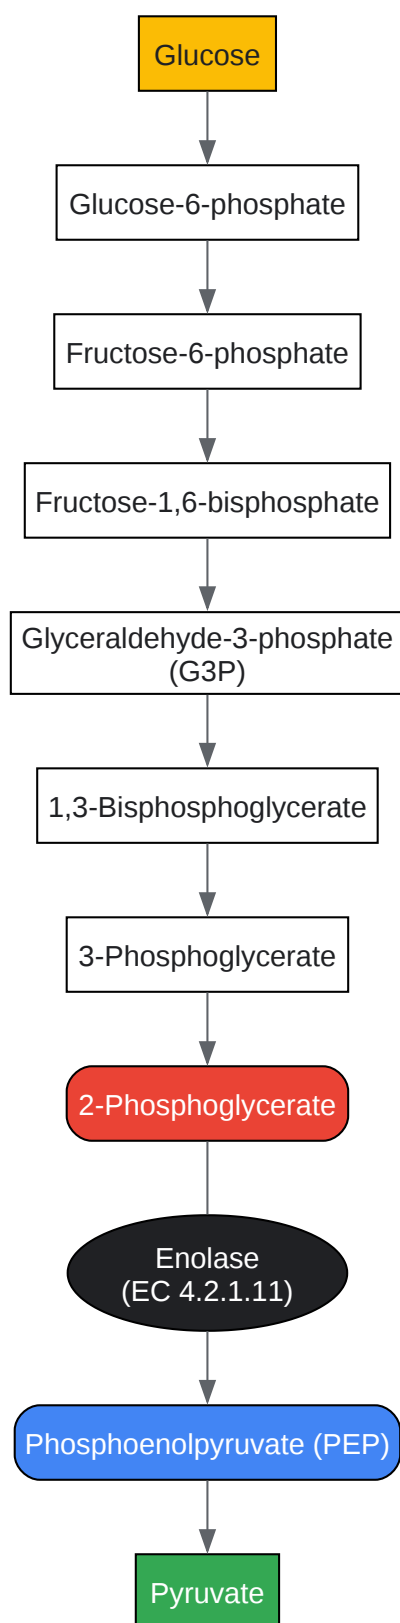 Glucose
Glucose-6-phosphate
Fructose-6-phosphate
Fructose-1,6-bisphosphate
Glyceraldehyde-3-phosphate
(G3P)
1,3-Bisphosphoglycerate
3-Phosphoglycerate
2-Phosphoglycerate
Enolase
(EC 4.2.1.11)
Phosphoenolpyruvate (PEP)
Pyruvate